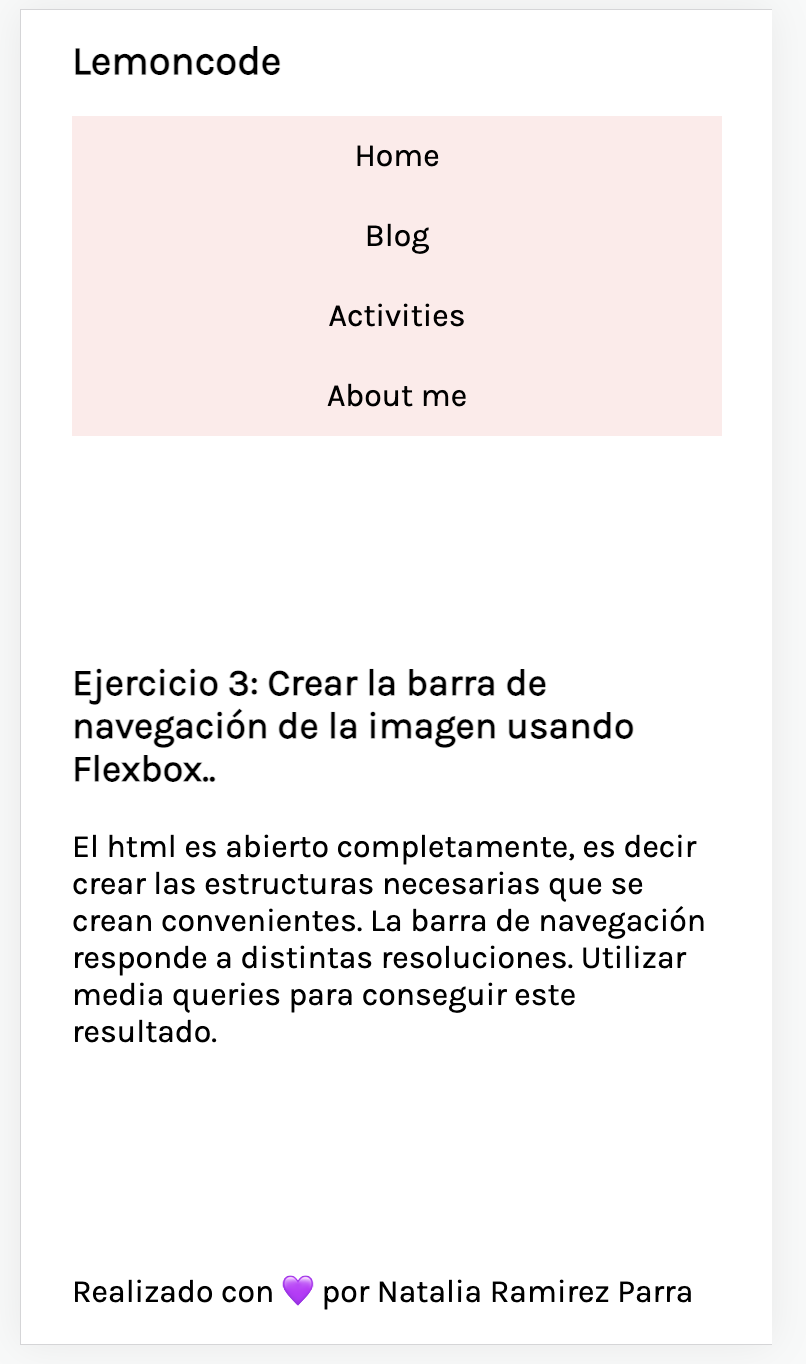 Lemoncode
Home
Blog
Activities
About me
Ejercicio 3: Crear la barra de
navegación de la imagen usando
Flexbox..
El html es abierto completamente, es decir
crear las estructuras necesarias que se
crean convenientes. La barra de navegación
responde a distintas resoluciones. Utilizar
media queries para conseguir este
resultado.
Realizado con 💜 por Natalia Ramirez Parra